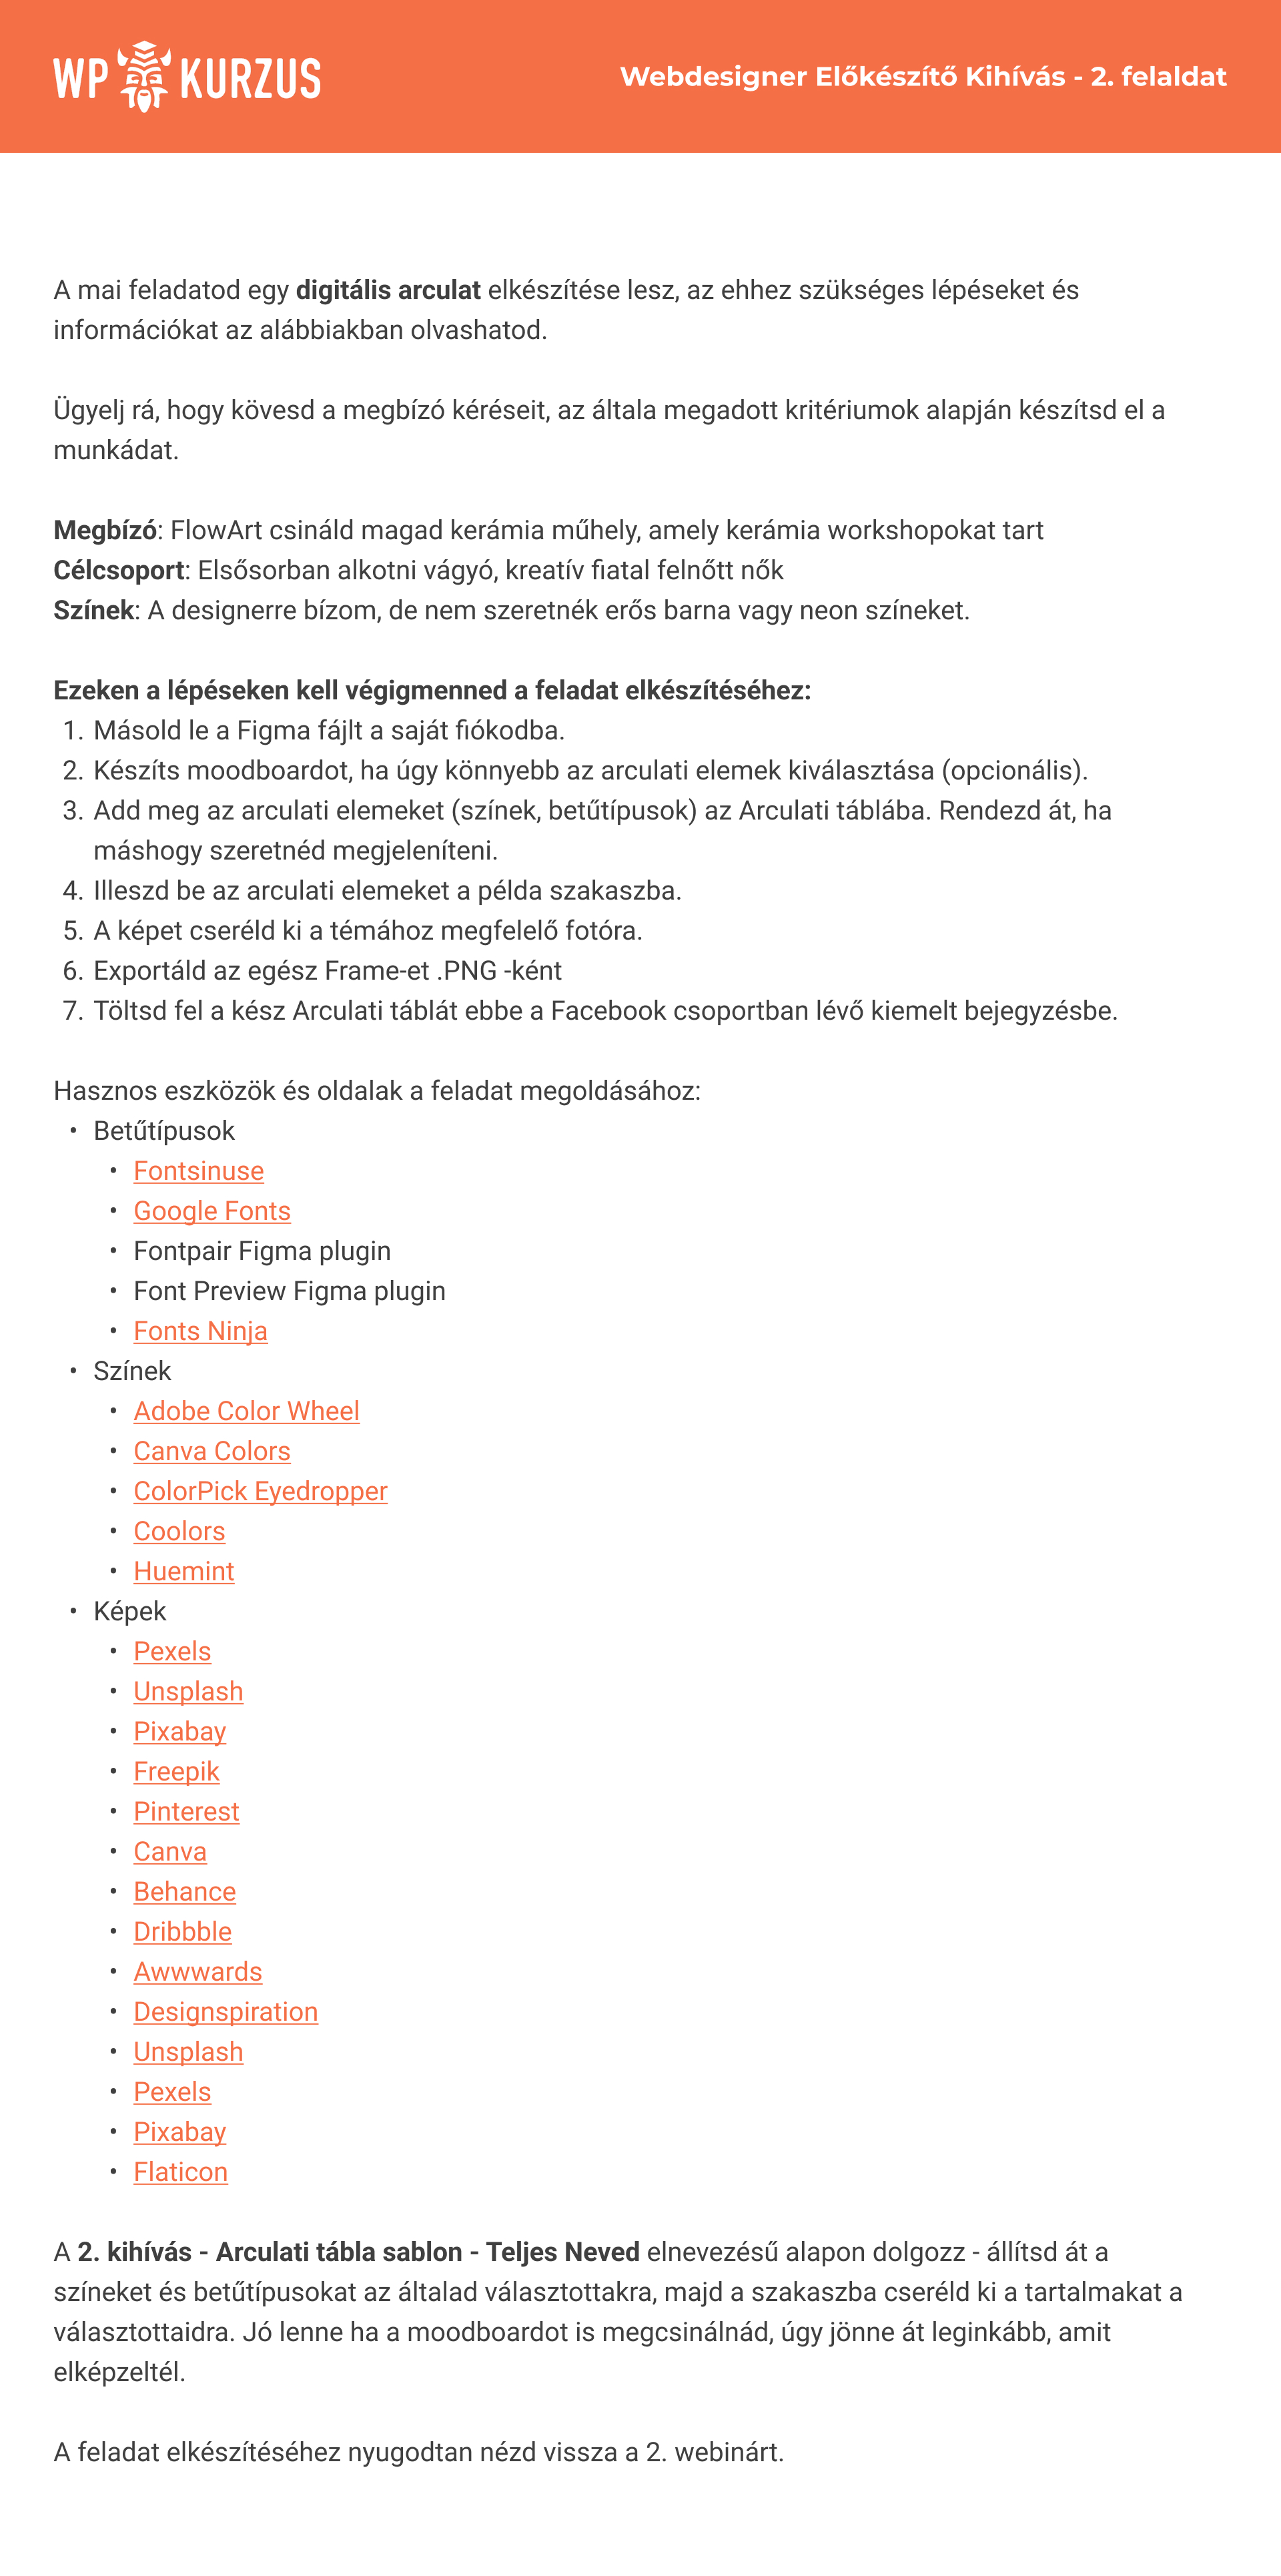 WP KURZUS
Webdesigner Előkészítő Kihívás - 2. felaldat
A mai feladatod egy digitális arculat elkészítése lesz, az ehhez szükséges lépéseket és
információkat az alábbiakban olvashatod.
Ügyelj rá, hogy kövesd a megbízó kéréseit, az általa megadott kritériumok alapján készítsd el a
munkádat.
Megbízó: FlowArt csináld magad kerámia műhely, amely kerámia workshopokat tart
Célcsoport: Elsősorban alkotni vágyó, kreatív fiatal felnőtt nők
Színek: A designerre bízom, de nem szeretnék erős barna vagy neon színeket.
Ezeken a lépéseken kell végigmenned a feladat elkészítéséhez:
1. Másold le a Figma fájlt a saját fiókodba.
2. Készíts moodboardot, ha úgy könnyebb az arculati elemek kiválasztása (opcionális).
3. Add meg az arculati elemeket (színek, betűtípusok) az Arculati táblába. Rendezd át, ha
máshogy szeretnéd megjeleníteni.
4. Illeszd be az arculati elemeket a példa szakaszba.
5. A képet cseréld ki a témához megfelelő fotóra.
6. Exportáld az egész Frame-et .PNG -ként
7. Töltsd fel a kész Arculati táblát ebbe a Facebook csoportban lévő kiemelt bejegyzésbe.
Hasznos eszközök és oldalak a feladat megoldásához:
• Betűtípusok
• Fontsinuse
• Google Fonts
• Fontpair Figma plugin
• Font Preview Figma plugin
• Fonts Ninja
• Színek
• Adobe Color Wheel
• Canva Colors
• ColorPick Eyedropper
• Coolors
• Huemint
• Képek
• Pexels
• Unsplash
• Pixabay
• Freepik
• Pinterest
• Canva
• Behance
• Dribbble
• Awwwards
• Designspiration
• Unsplash
• Pexels
• Pixabay
• Flaticon
A 2. kihívás - Arculati tábla sablon - Teljes Neved elnevezésű alapon dolgozz - állítsd át a
színeket és betűtípusokat az általad választottakra, majd a szakaszba cseréld ki a tartalmakat a
választottaidra. Jó lenne ha a moodboardot is megcsinálnád, úgy jönne át leginkább, amit
elképzeltél.
A feladat elkészítéséhez nyugodtan nézd vissza a 2. webinárt.